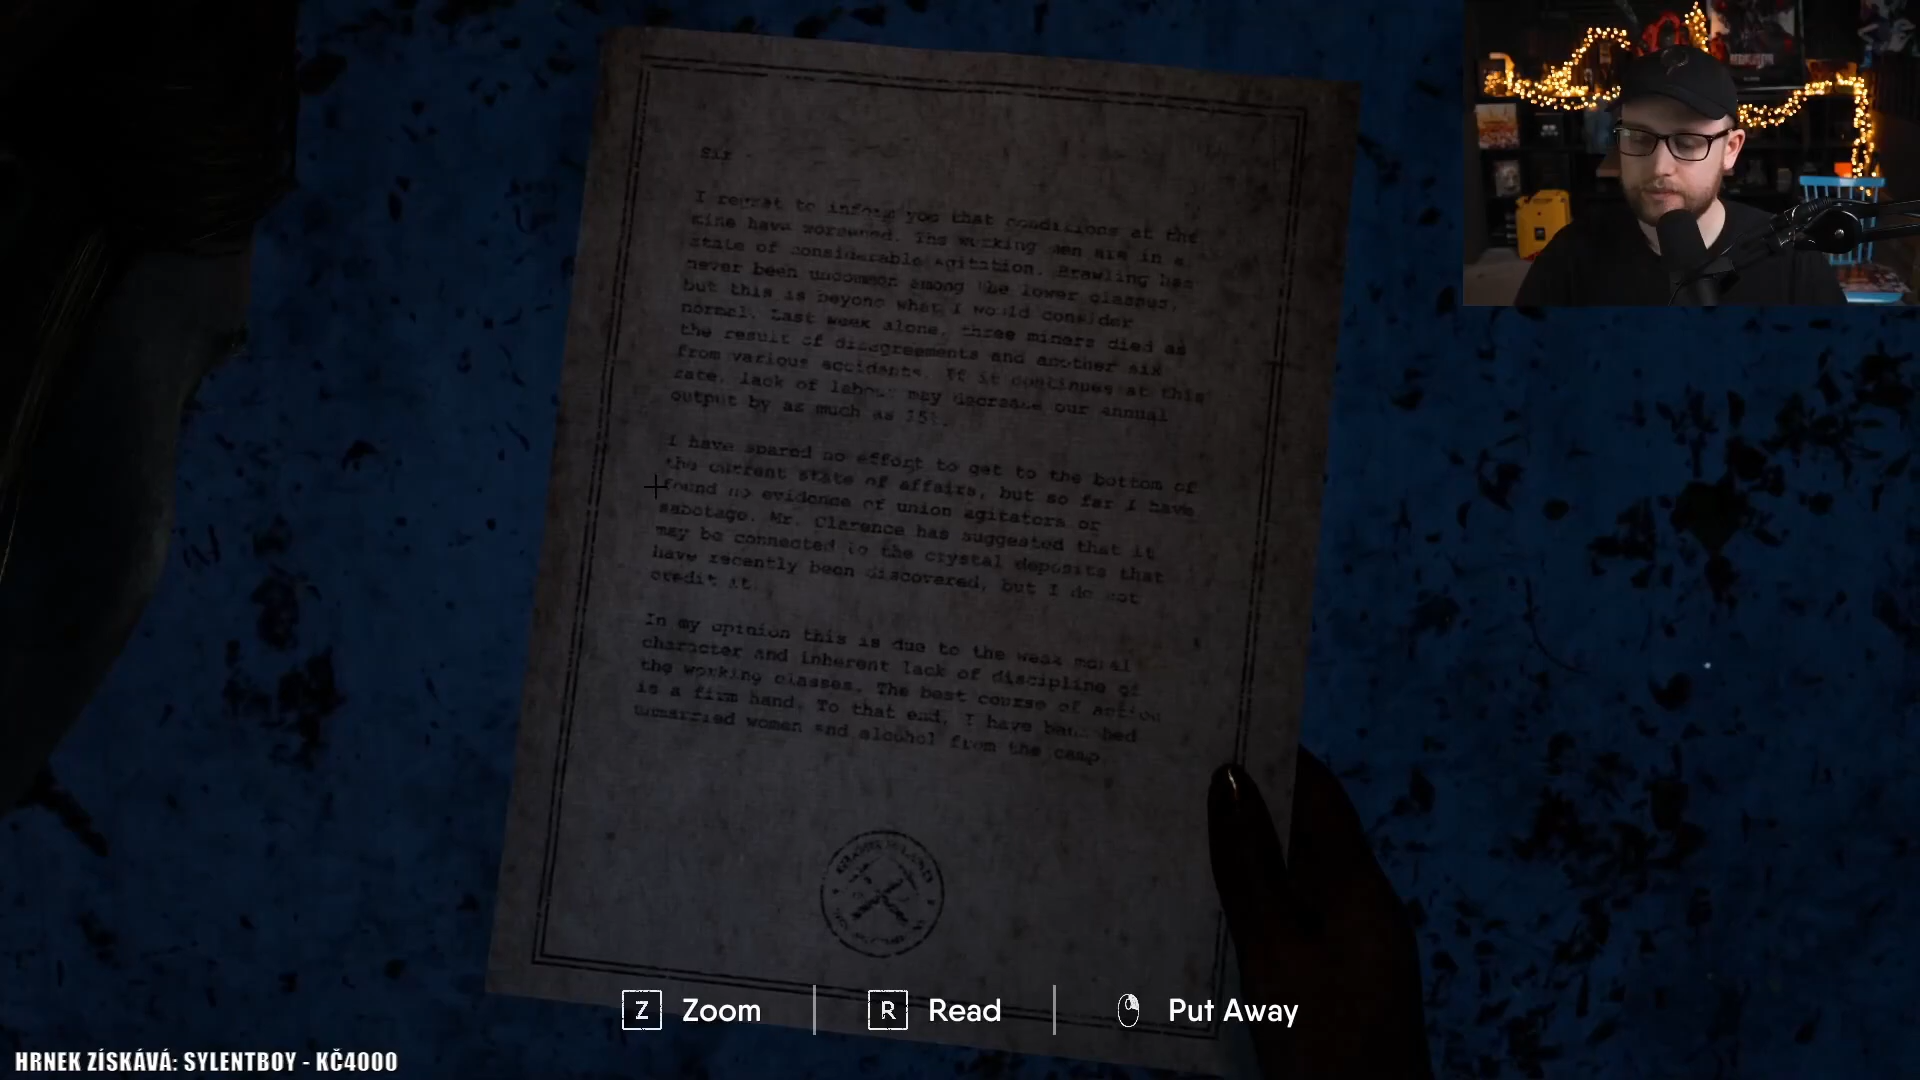 Sir
I regret to inform you that conditions at the
mine have worsened. The working men are in a
state of considerable agitation. Brawling has
never been uncommon among the lower classes,
but this is beyond what I would consider
normal. Last week alone, three miners died as
the result of disagreements and another six
from various accidents. If it continues at this
rate, lack of labour may decrease our annual
output by as much as 15%.
I have spared no effort to get to the bottom of
the current state of affairs, but so far I have
found no evidence of union agitators or
sabotage. Mr. Clarence has suggested that it
may be connected to the crystal deposits that
have recently been discovered, but I do not
credit it.
In my opinion this is due to the weak moral
character and inherent lack of discipline of
the working classes. The best course of action
is a firm hand. To that end, I have banished
unmarried women and alcohol from the camp
Z Zoom
R Read
Put Away
HRNEK ZÍSKÁVÁ: SYLENTBOY - KČ4000